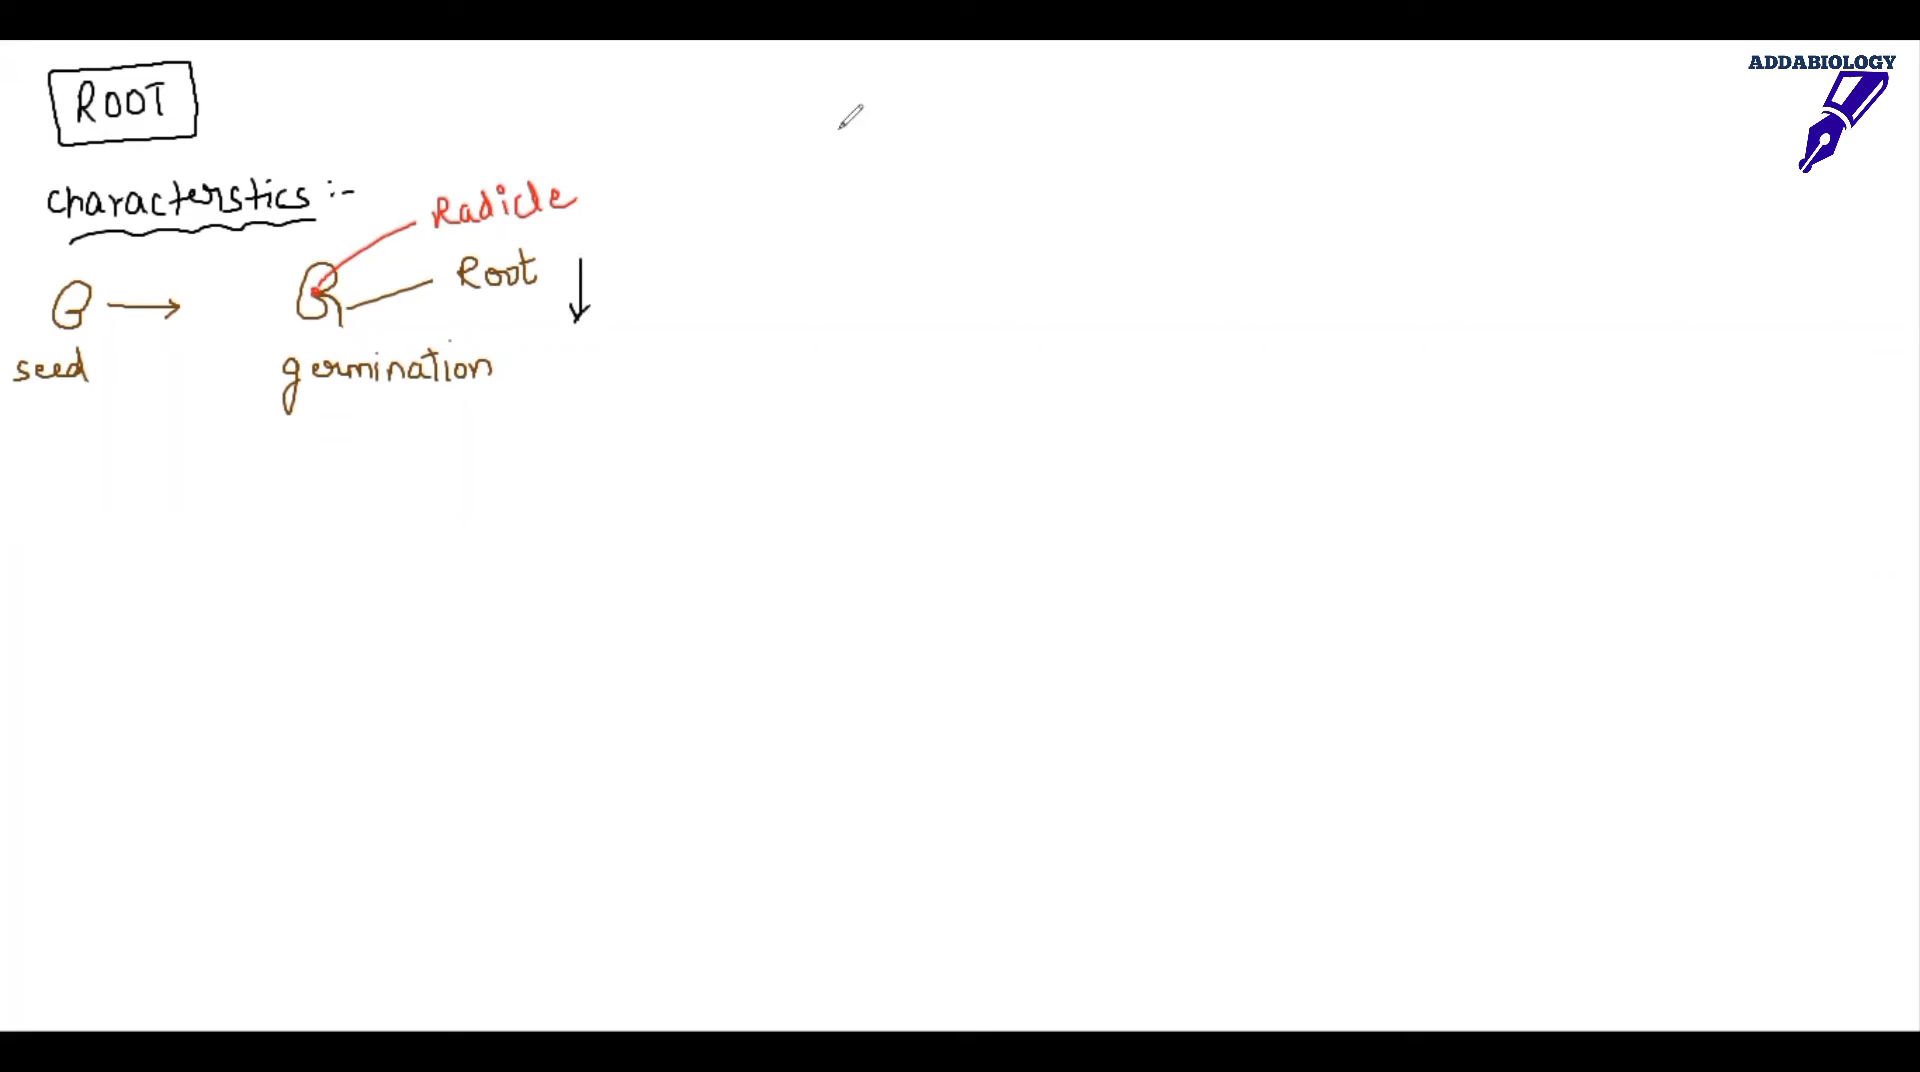 ADDABIOLOGY
ROOT
characterstics :-
Radicle
Root
seed
germination